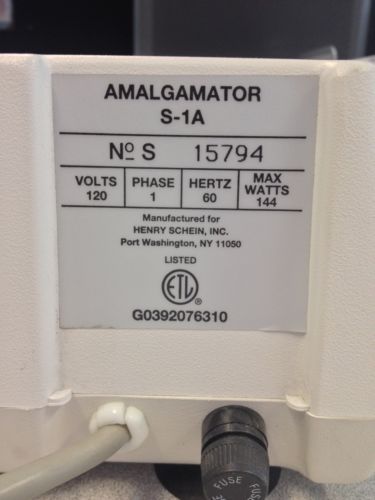 AMALGAMATOR
S-1A
Nº S 15794
VOLTS PHASE HERTZ MAX WATTS
120 1 60 144
Manufactured for
HENRY SCHEIN, INC.
Port Washington, NY 11050
LISTED
ETL
®
G0392076310
FUSE